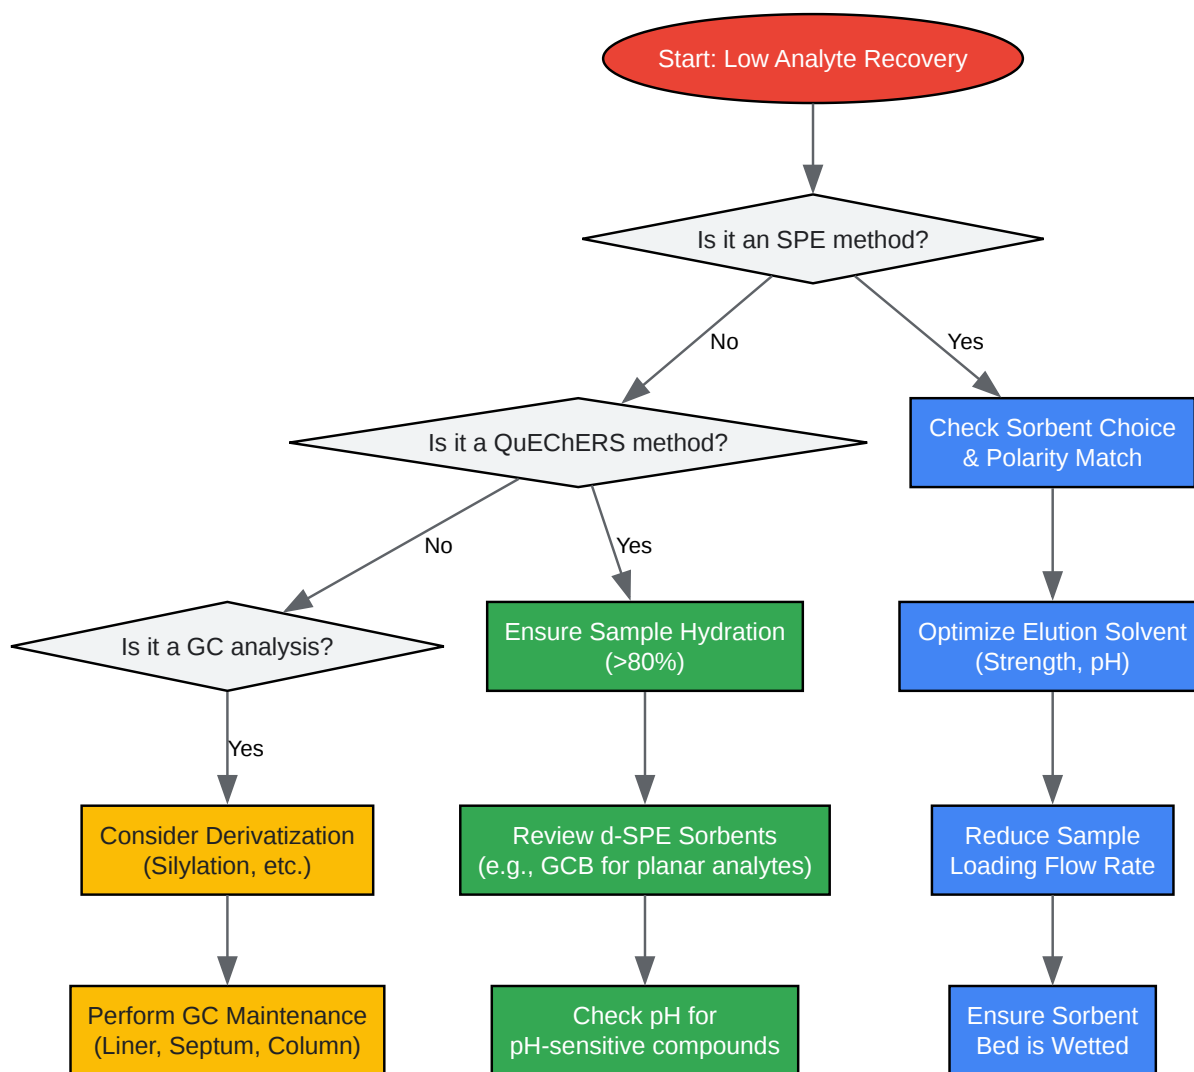 Start: Low Analyte Recovery
Is it an SPE method?
No
Yes
Is it a QuEChERS method?
Check Sorbent Choice
& Polarity Match
No
Yes
Is it a GC analysis?
Ensure Sample Hydration
(>80%)
Optimize Elution Solvent
(Strength, pH)
Yes
Consider Derivatization
(Silylation, etc.)
Review d-SPE Sorbents
(e.g., GCB for planar analytes)
Reduce Sample
Loading Flow Rate
Perform GC Maintenance
(Liner, Septum, Column)
Check pH for
pH-sensitive compounds
Ensure Sorbent
Bed is Wetted